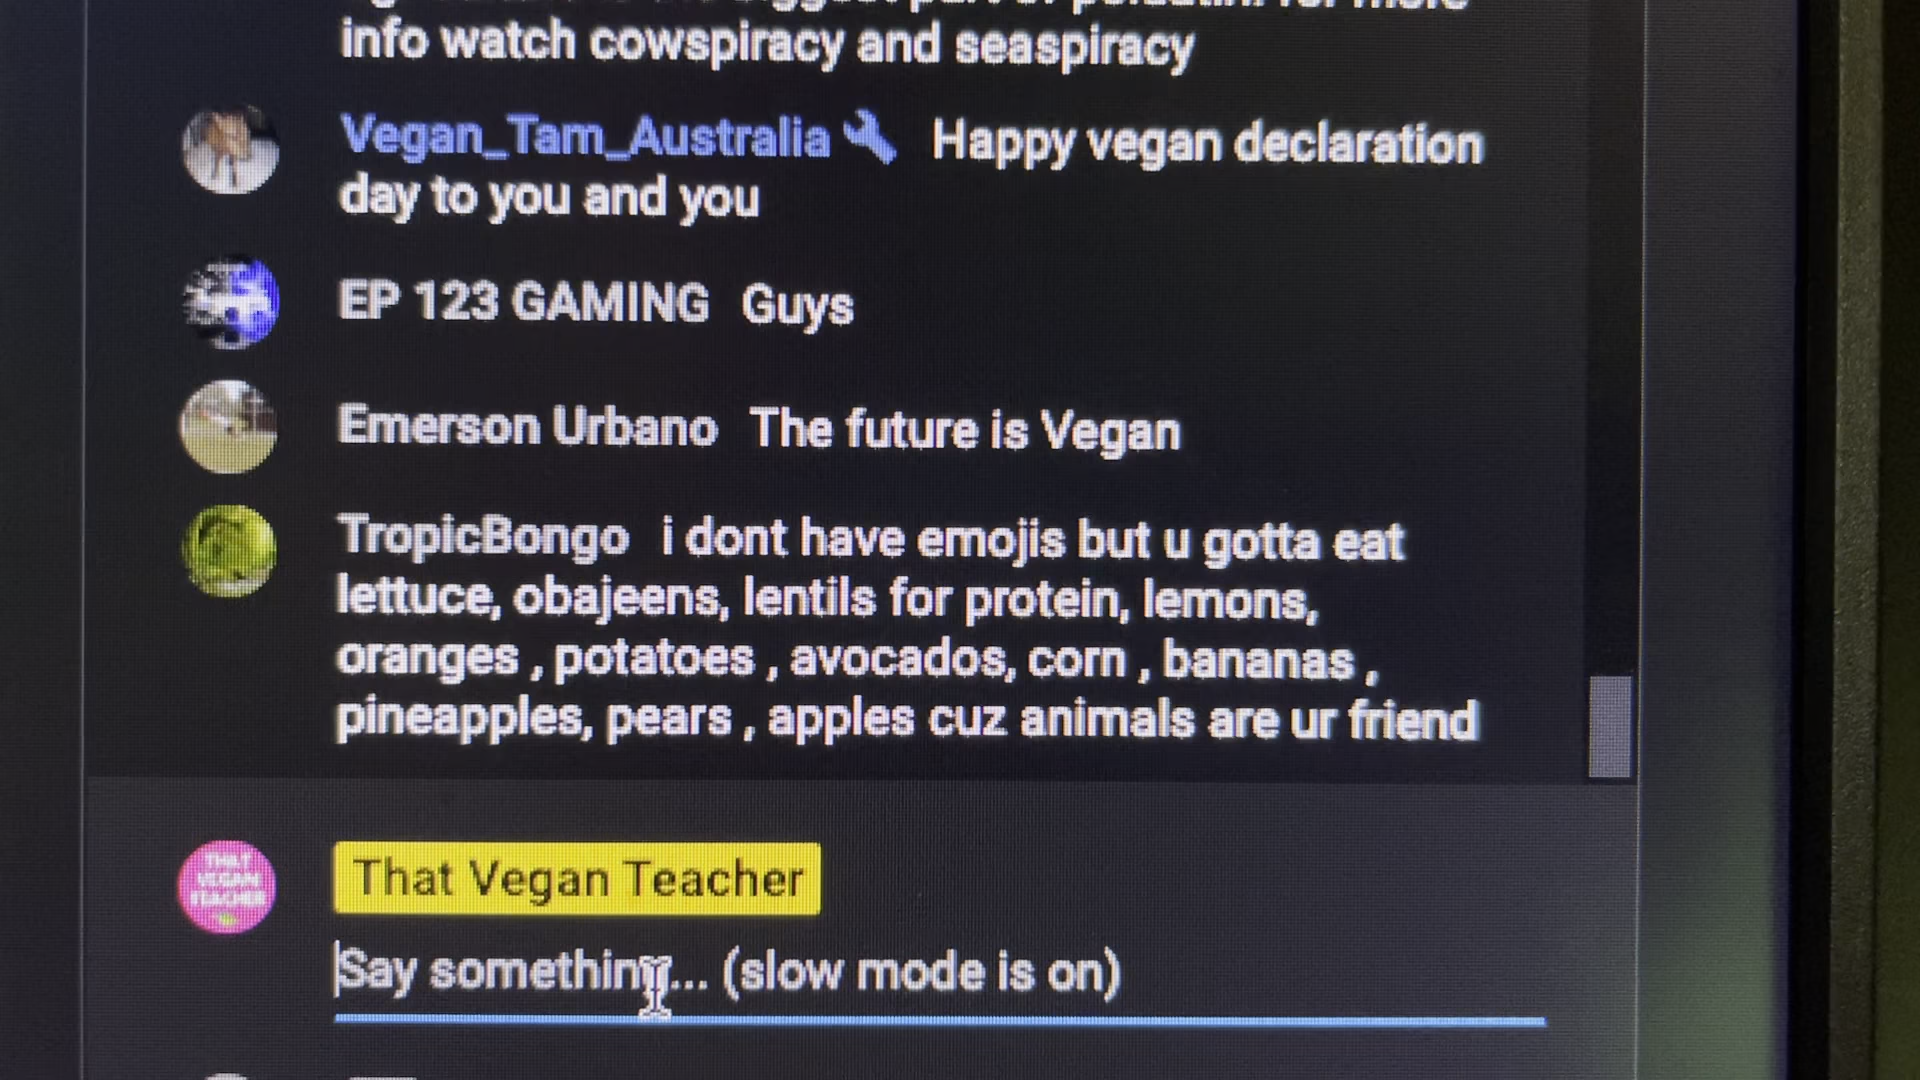 info watch cowspiracy and seaspiracy
Vegan_Tam_Australia Happy vegan declaration
day to you and you
EP 123 GAMING Guys
Emerson Urbano The future is Vegan
TropicBongo i dont have emojis but u gotta eat
lettuce, obajeens, lentils for protein, lemons,
oranges , potatoes , avocados, corn , bananas ,
pineapples, pears , apples cuz animals are ur friend
THAT
VEGAN
TEACHER
That Vegan Teacher
Say something... (slow mode is on)